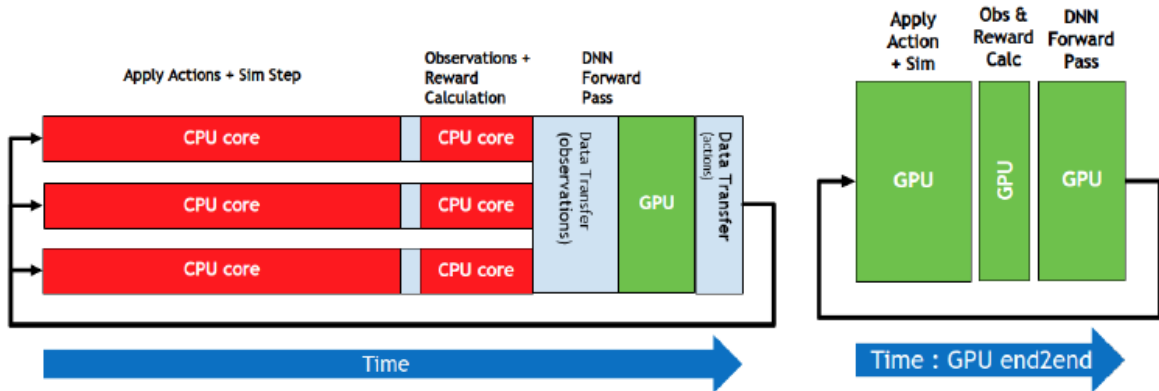 Apply Actions + Sim Step
Observations +
Reward
Calculation
DNN
Forward
Pass
CPU core
CPU core
CPU core
CPU core
CPU core
CPU core
Data Transfer
(observations)
GPU
Data Transfer
(actions)
Time
Apply
Action
+ Sim
Obs &
Reward
Calc
DNN
Forward
Pass
GPU
GPU
GPU
Time : GPU end2end